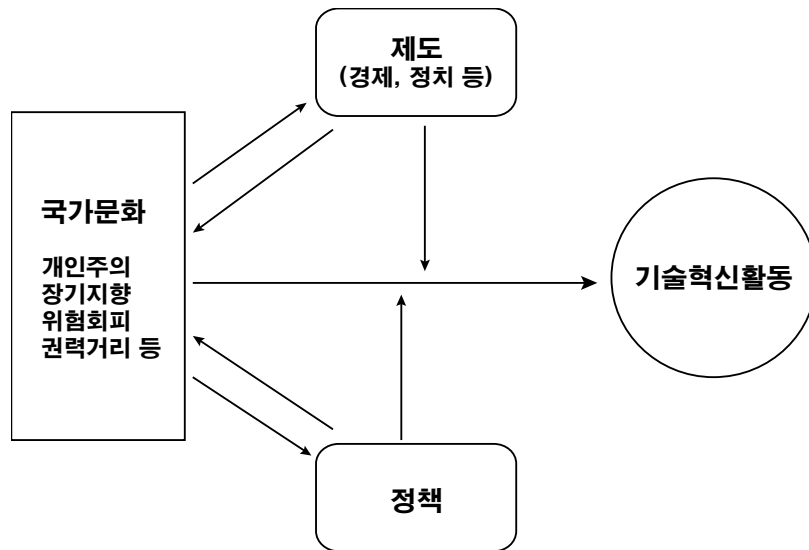 제도
(경제, 정치 등)
국가문화
개인주의
장기지향
위험회피
권력거리 등
기술혁신활동
정책